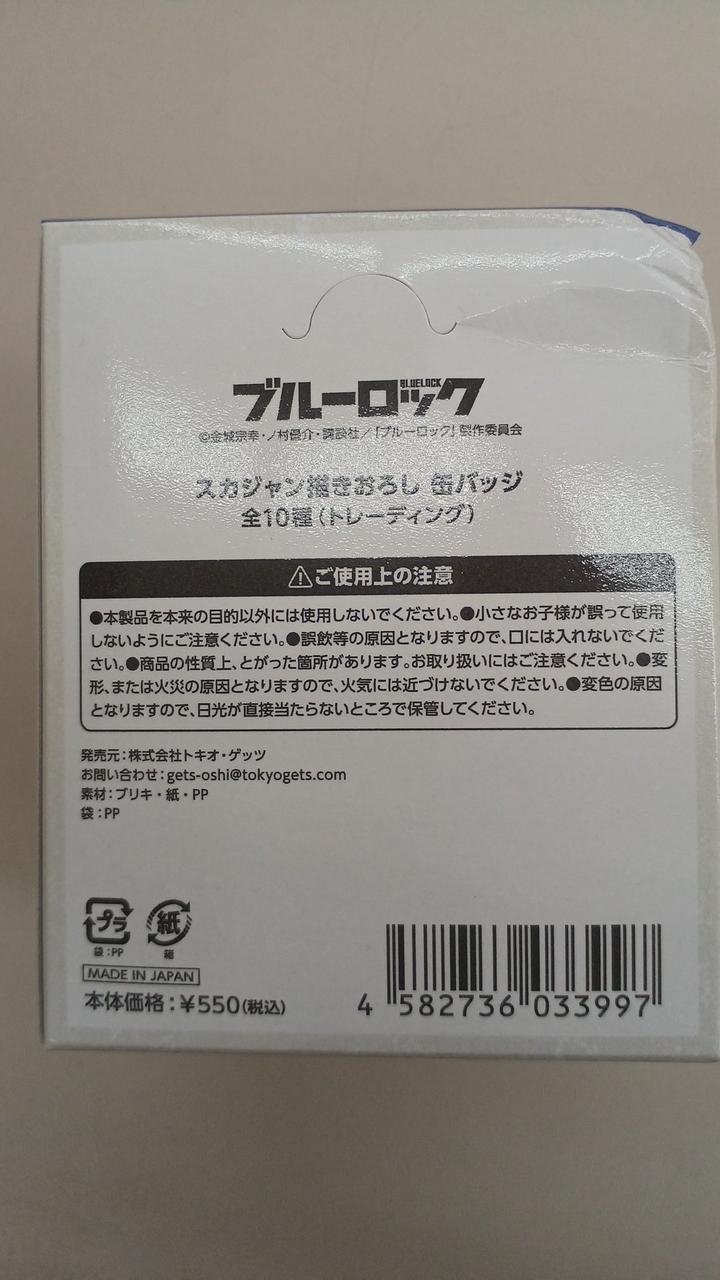 ブルーロック
BLUELOCK
©金城宗幸・ノ村優介・講談社／「ブルーロック」製作委員会
スカジャン描きおろし 缶バッジ
全10種(トレーディング)
⚠ご使用上の注意
●本製品を本来の目的以外には使用しないでください。●小さなお子様が誤って使用
しないようにご注意ください。●誤飲等の原因となりますので、口には入れないでくだ
さい。●商品の性質上、とがった箇所があります。お取り扱いにはご注意ください。●変
形、または火災の原因となりますので、火気には近づけないでください。●変色の原因
となりますので、日光が直接当たらないところで保管してください。
発売元：株式会社トキオ・ゲッツ
お問い合わせ：gets-oshi@tokyogets.com
素材：ブリキ・紙・PP
袋：PP
プラ 紙
袋：PP 箱
MADE IN JAPAN
本体価格：¥550(税込)
4 582736 033997